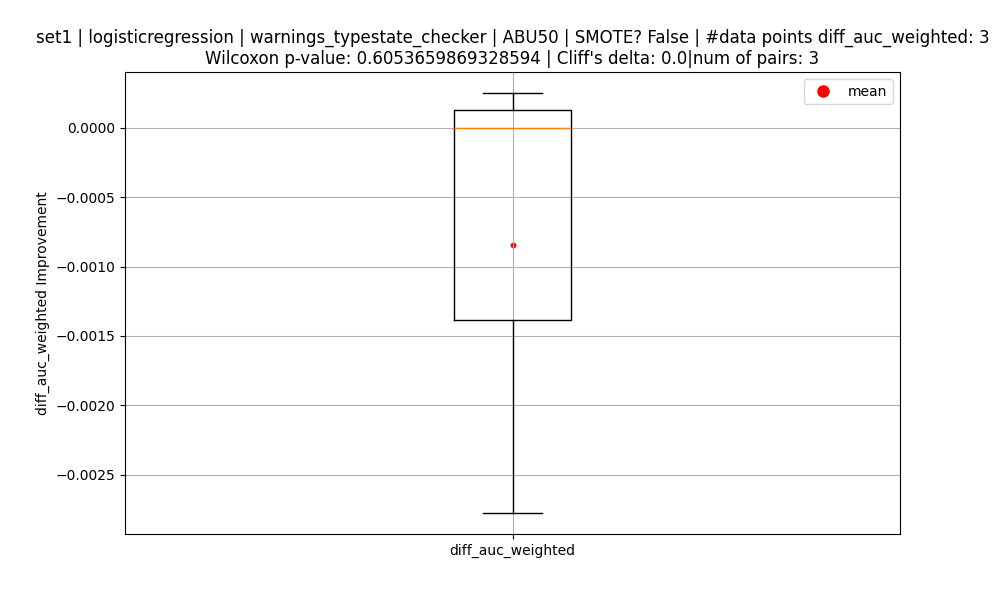 set1 | logisticregression | warnings_typestate_checker | ABU50 | SMOTE? False | #data points diff_auc_weighted: 3
Wilcoxon p-value: 0.6053659869328594 | Cliff's delta: 0.0|num of pairs: 3
mean
0.0000
−0.0005
−0.0010
−0.0015
−0.0020
−0.0025
diff_auc_weighted Improvement
diff_auc_weighted